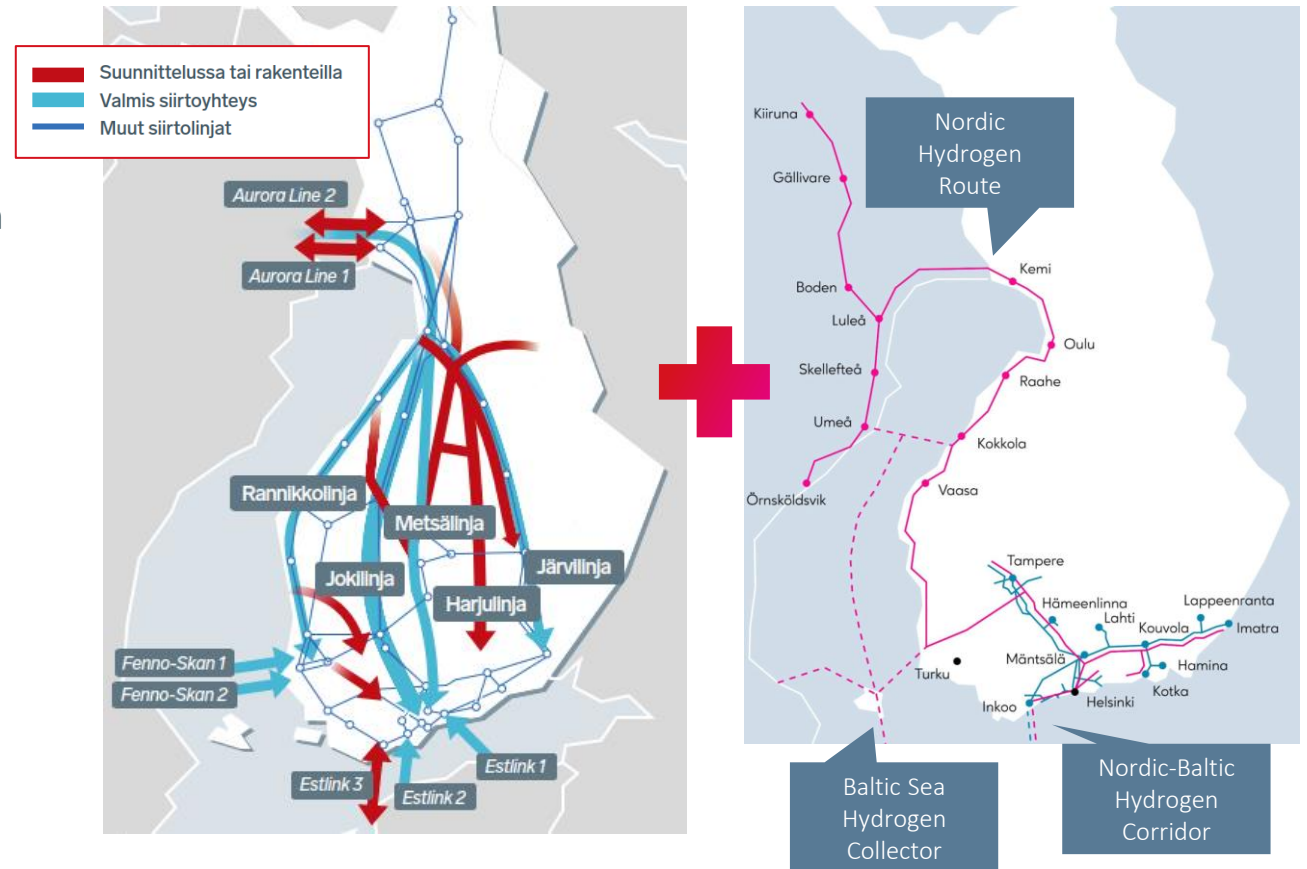 Suunnittelussa tai rakenteilla
Valmis siirtoyhteys
Muut siirtolinjat
Aurora Line 2
Aurora Line 1
Rannikkolinja
Metsälinja
Jokilinja
Järvilinja
Harjulinja
Fenno-Skan 1
Fenno-Skan 2
Estlink 3
Estlink 2
Estlink 1
Kiiruna
Gällivare
Boden
Luleå
Skellefteå
Umeå
Örnsköldsvik
Nordic
Hydrogen
Route
Kemi
Oulu
Raahe
Kokkola
Vaasa
Tampere
Hämeenlinna
Lahti
Lappeenranta
Kouvola
Imatra
Mäntsälä
Hamina
Kotka
Turku
Helsinki
Inkoo
Baltic Sea
Hydrogen
Collector
Nordic-Baltic
Hydrogen
Corridor